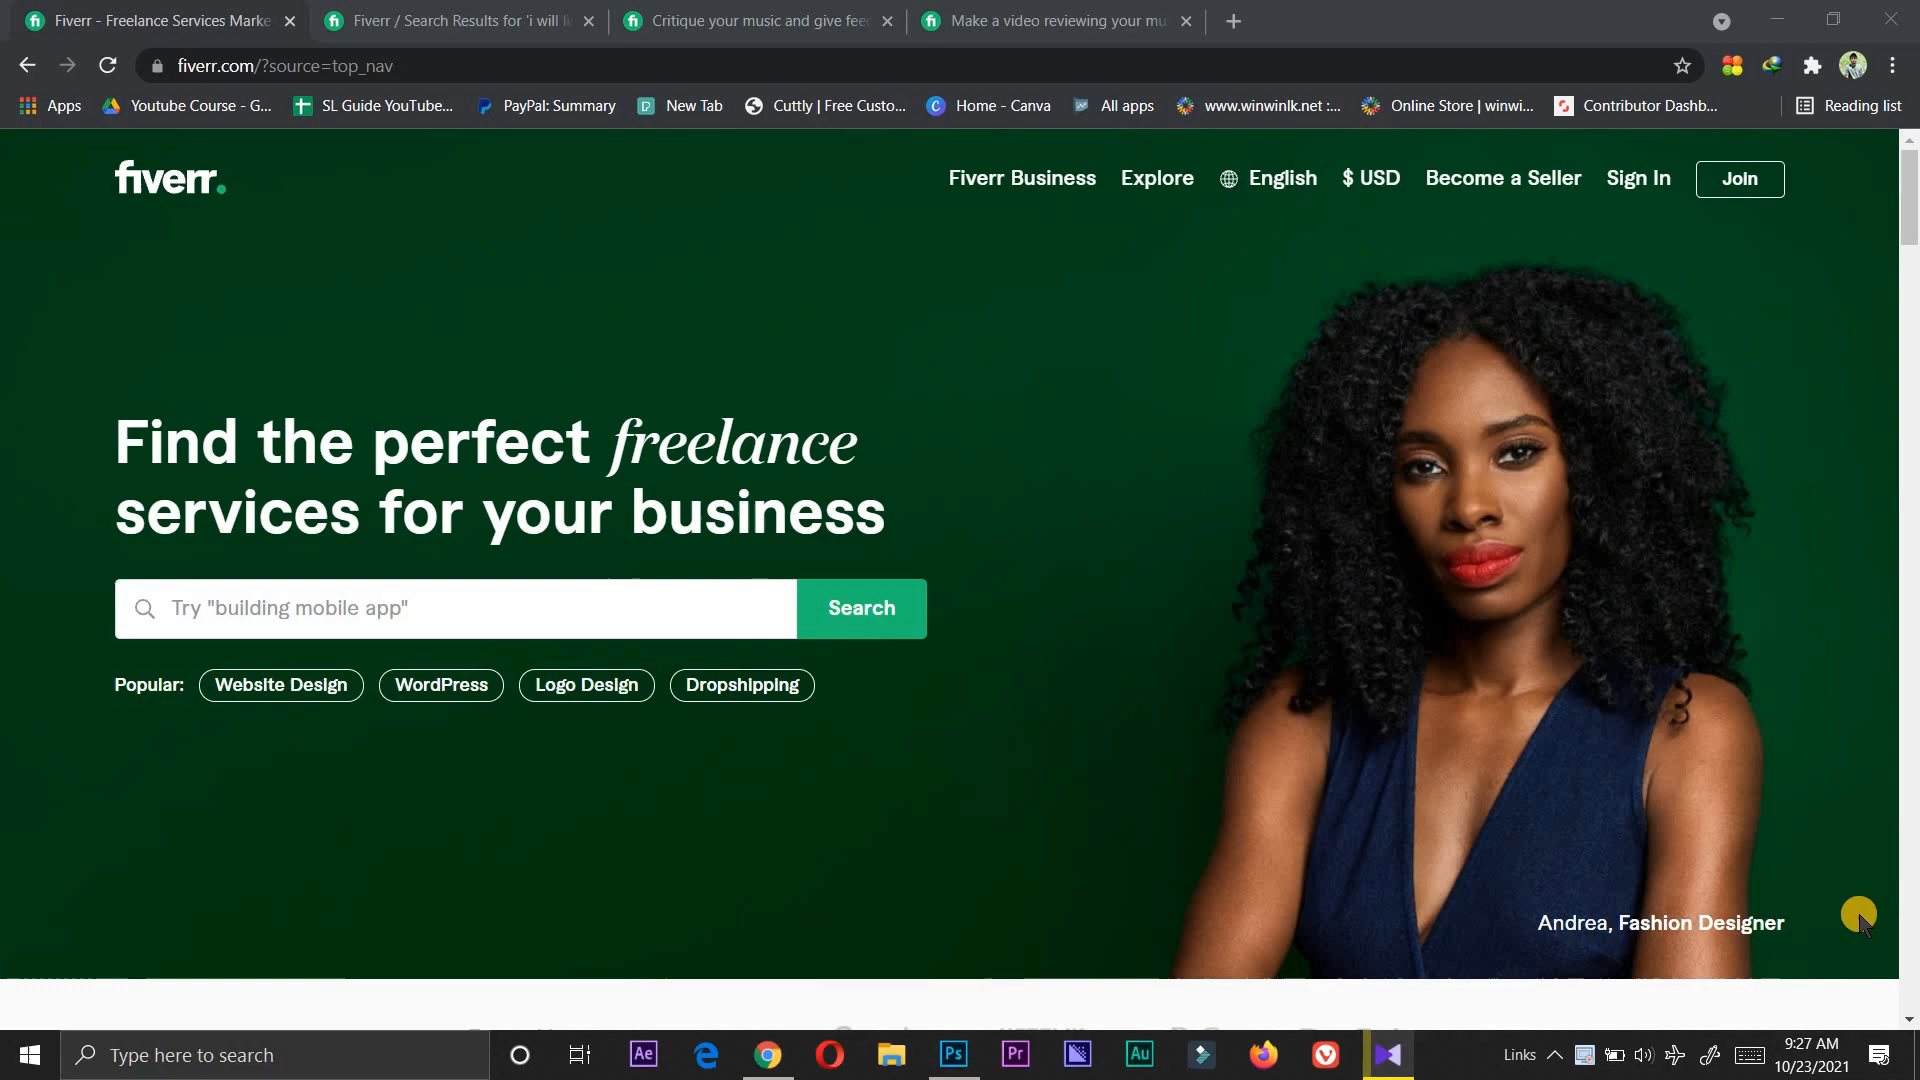 Fiverr - Freelance Services Marke
Fiverr / Search Results for 'i will li
Critique your music and give fee
Make a video reviewing your mu
fiverr.com/?source=top_nav
Apps
Youtube Course - G...
SL Guide YouTube...
PayPal: Summary
New Tab
Cuttly | Free Custo...
Home - Canva
All apps
www.winwinlk.net :...
Online Store | winwi...
Contributor Dashb...
Reading list
fiverr.
Fiverr Business
Explore
English
$ USD
Become a Seller
Sign In
Join
Find the perfect freelance
services for your business
Try "building mobile app"
Search
Popular:
Website Design
WordPress
Logo Design
Dropshipping
Andrea, Fashion Designer
Type here to search
Ae
Ps
Pr
Au
Links
9:27 AM
10/23/2021